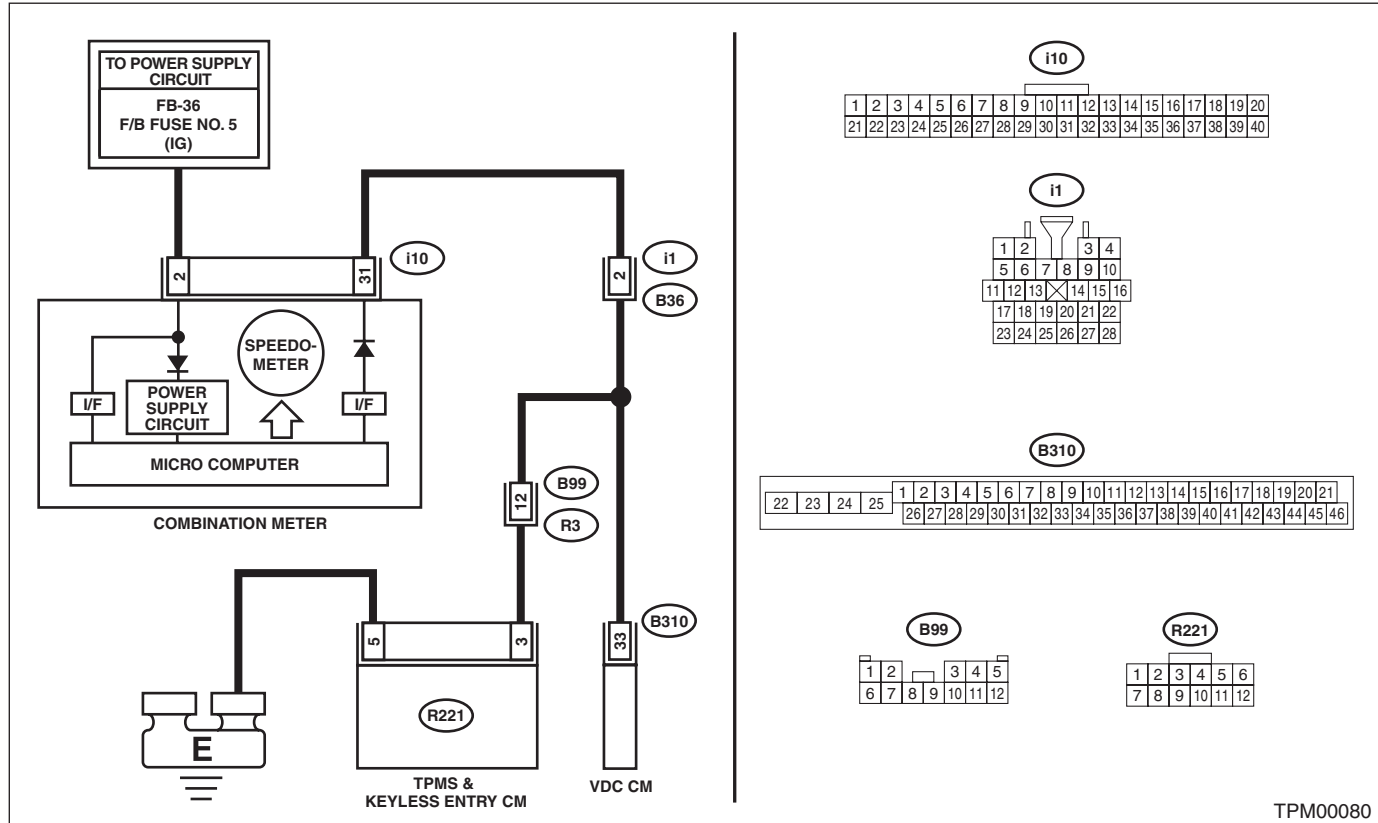 TO POWER SUPPLY
CIRCUIT
FB-36
F/B FUSE NO. 5
(IG)
2
31
i10
2
i1
B36
SPEEDO-
METER
I/F
POWER
SUPPLY
CIRCUIT
I/F
MICRO COMPUTER
COMBINATION METER
12
B99
R3
5
3
33
B310
E
R221
TPMS &
KEYLESS ENTRY CM
VDC CM
i10
1 2 3 4 5 6 7 8 9 10 11 12 13 14 15 16 17 18 19 20
21 22 23 24 25 26 27 28 29 30 31 32 33 34 35 36 37 38 39 40
i1
1 2 3 4
5 6 7 8 9 10
11 12 13 14 15 16
17 18 19 20 21 22
23 24 25 26 27 28
B310
22 23 24 25 1 2 3 4 5 6 7 8 9 10 11 12 13 14 15 16 17 18 19 20 21
26 27 28 29 30 31 32 33 34 35 36 37 38 39 40 41 42 43 44 45 46
B99
1 2 3 4 5
6 7 8 9 10 11 12
R221
1 2 3 4 5 6
7 8 9 10 11 12
TPM00080